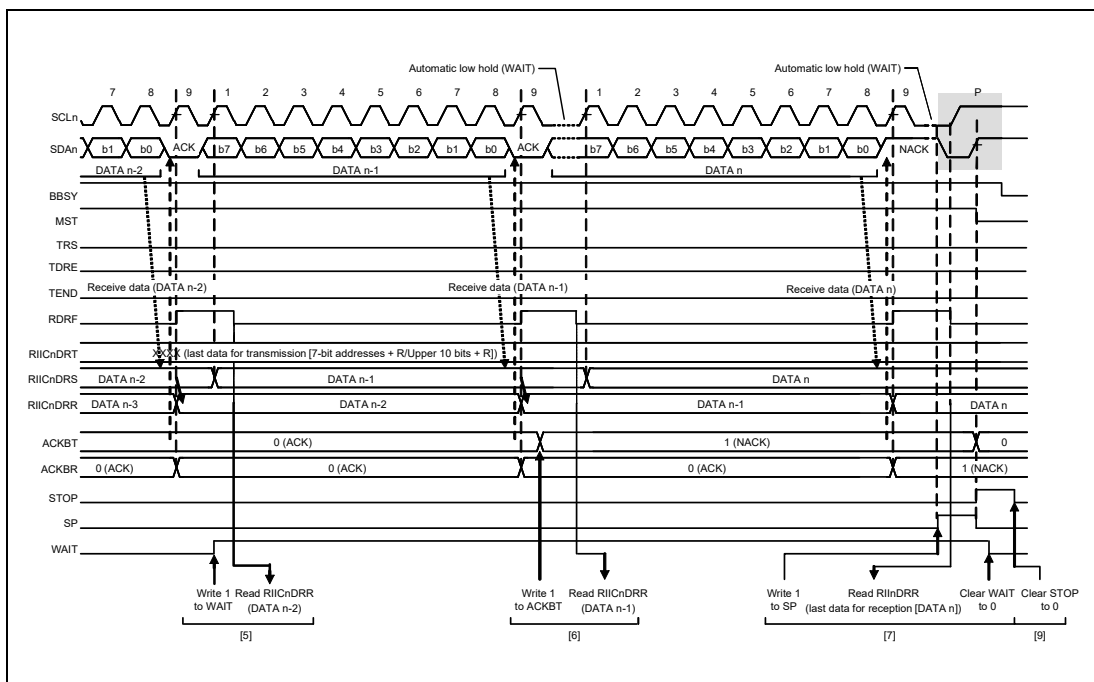 Automatic low hold (WAIT) Automatic low hold (WAIT)
7 8 9 1 2 3 4 5 6 7 8 9 1 2 3 4 5 6 7 8 9 P
SCLn
SDAn b1 b0 ACK b7 b6 b5 b4 b3 b2 b1 b0 ACK b7 b6 b5 b4 b3 b2 b1 b0 NACK
DATA n-2 DATA n-1 DATA n
BBSY
MST
TRS
TDRE
Receive data (DATA n-2) Receive data (DATA n-1) Receive data (DATA n)
TEND
RDRF
RIICnDRT XXXX (last data for transmission [7-bit addresses + R/Upper 10 bits + R])
RIICnDRS DATA n-2 DATA n-1 DATA n
RIICnDRR DATA n-3 DATA n-2 DATA n-1 DATA n
ACKBT 0 (ACK) 1 (NACK) 0
ACKBR 0 (ACK) 0 (ACK) 0 (ACK) 1 (NACK)
STOP
SP
WAIT
Write 1 Read RIICnDRR Write 1 Read RIICnDRR Write 1 Read RIInDRR Clear WAIT Clear STOP
to WAIT (DATA n-2) to ACKBT (DATA n-1) to SP (last data for reception [DATA n]) to 0 to 0
[5] [6] [7] [9]